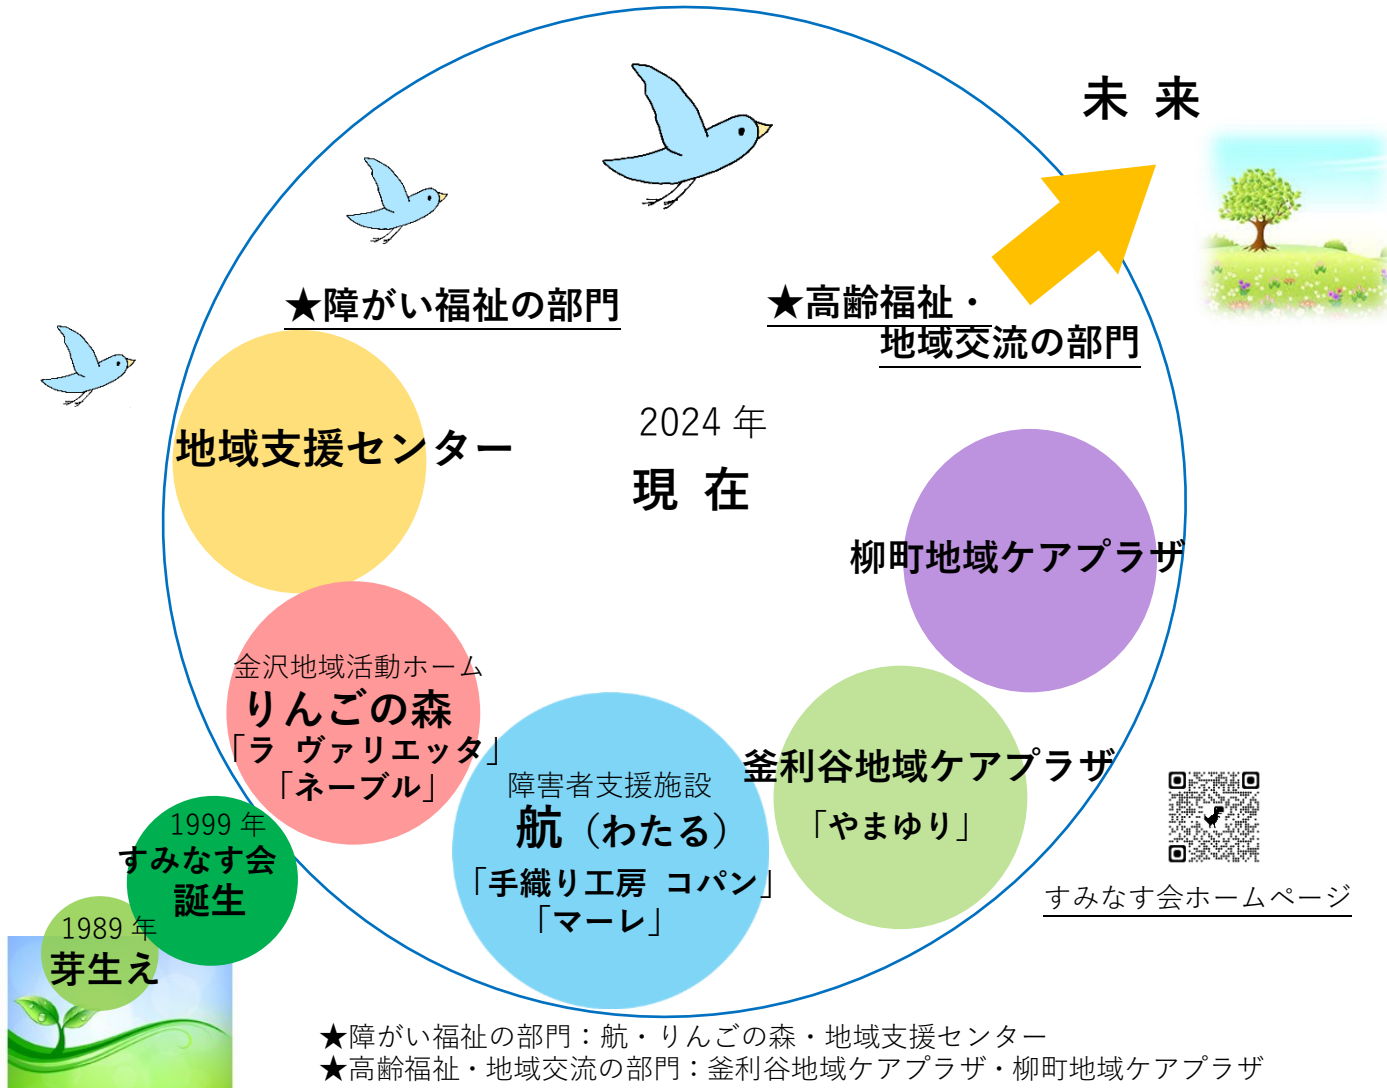 未 来
★障がい福祉の部門
★高齢福祉・
地域交流の部門
2024 年
現 在
地域支援センター
柳町地域ケアプラザ
金沢地域活動ホーム
りんごの森
「ラ ヴァリエッタ」
「ネーブル」
障害者支援施設
航（わたる）
「手織り工房 コパン」
「マーレ」
釜利谷地域ケアプラザ
「やまゆり」
1999 年
すみなす会
誕生
1989 年
芽生え
すみなす会ホームページ
★障がい福祉の部門：航・りんごの森・地域支援センター
★高齢福祉・地域交流の部門：釜利谷地域ケアプラザ・柳町地域ケアプラザ